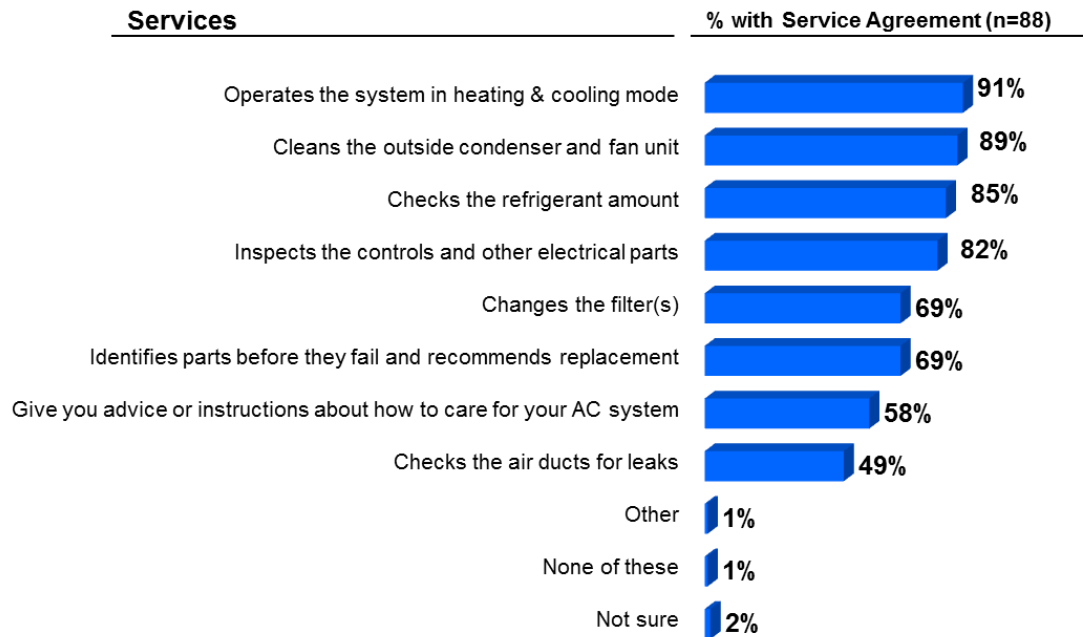 Services
% with Service Agreement (n=88)
Operates the system in heating & cooling mode 91%
Cleans the outside condenser and fan unit 89%
Checks the refrigerant amount 85%
Inspects the controls and other electrical parts 82%
Changes the filter(s) 69%
Identifies parts before they fail and recommends replacement 69%
Give you advice or instructions about how to care for your AC system 58%
Checks the air ducts for leaks 49%
Other 1%
None of these 1%
Not sure 2%